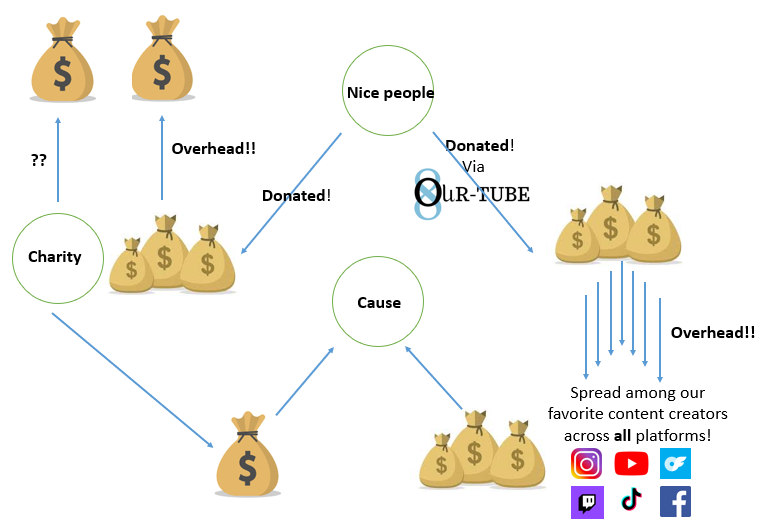 Nice people
??
Overhead!!
Donated!
Via
OUR-TUBE
Donated!
Charity
Cause
Overhead!!
Spread among our
favorite content creators
across all platforms!